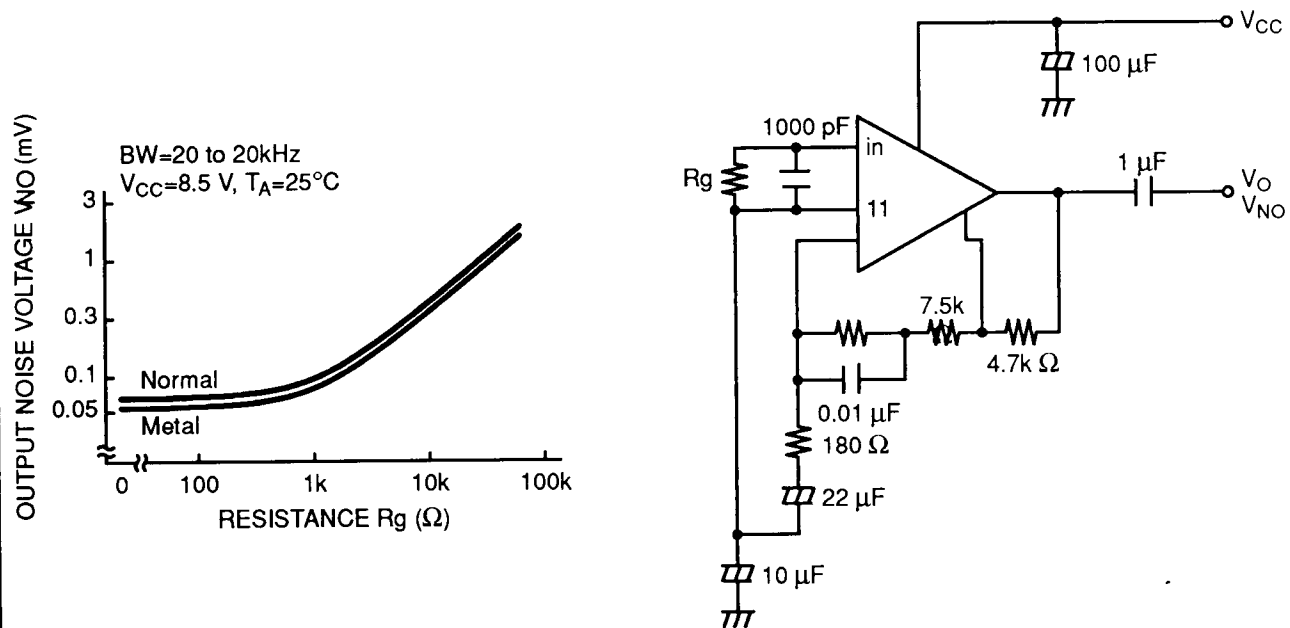 OUTPUT NOISE VOLTAGE VNO (mV)
BW=20 to 20kHz
VCC=8.5 V, TA=25°C
3
1
0.3
0.1
0.05
Normal
Metal
0
100
1k
10k
100k
RESISTANCE Rg (Ω)
VCC
100 µF
1000 pF
in
Rg
11
1 µF
VO
VNO
7.5k
4.7k Ω
0.01 µF
180 Ω
22 µF
10 µF